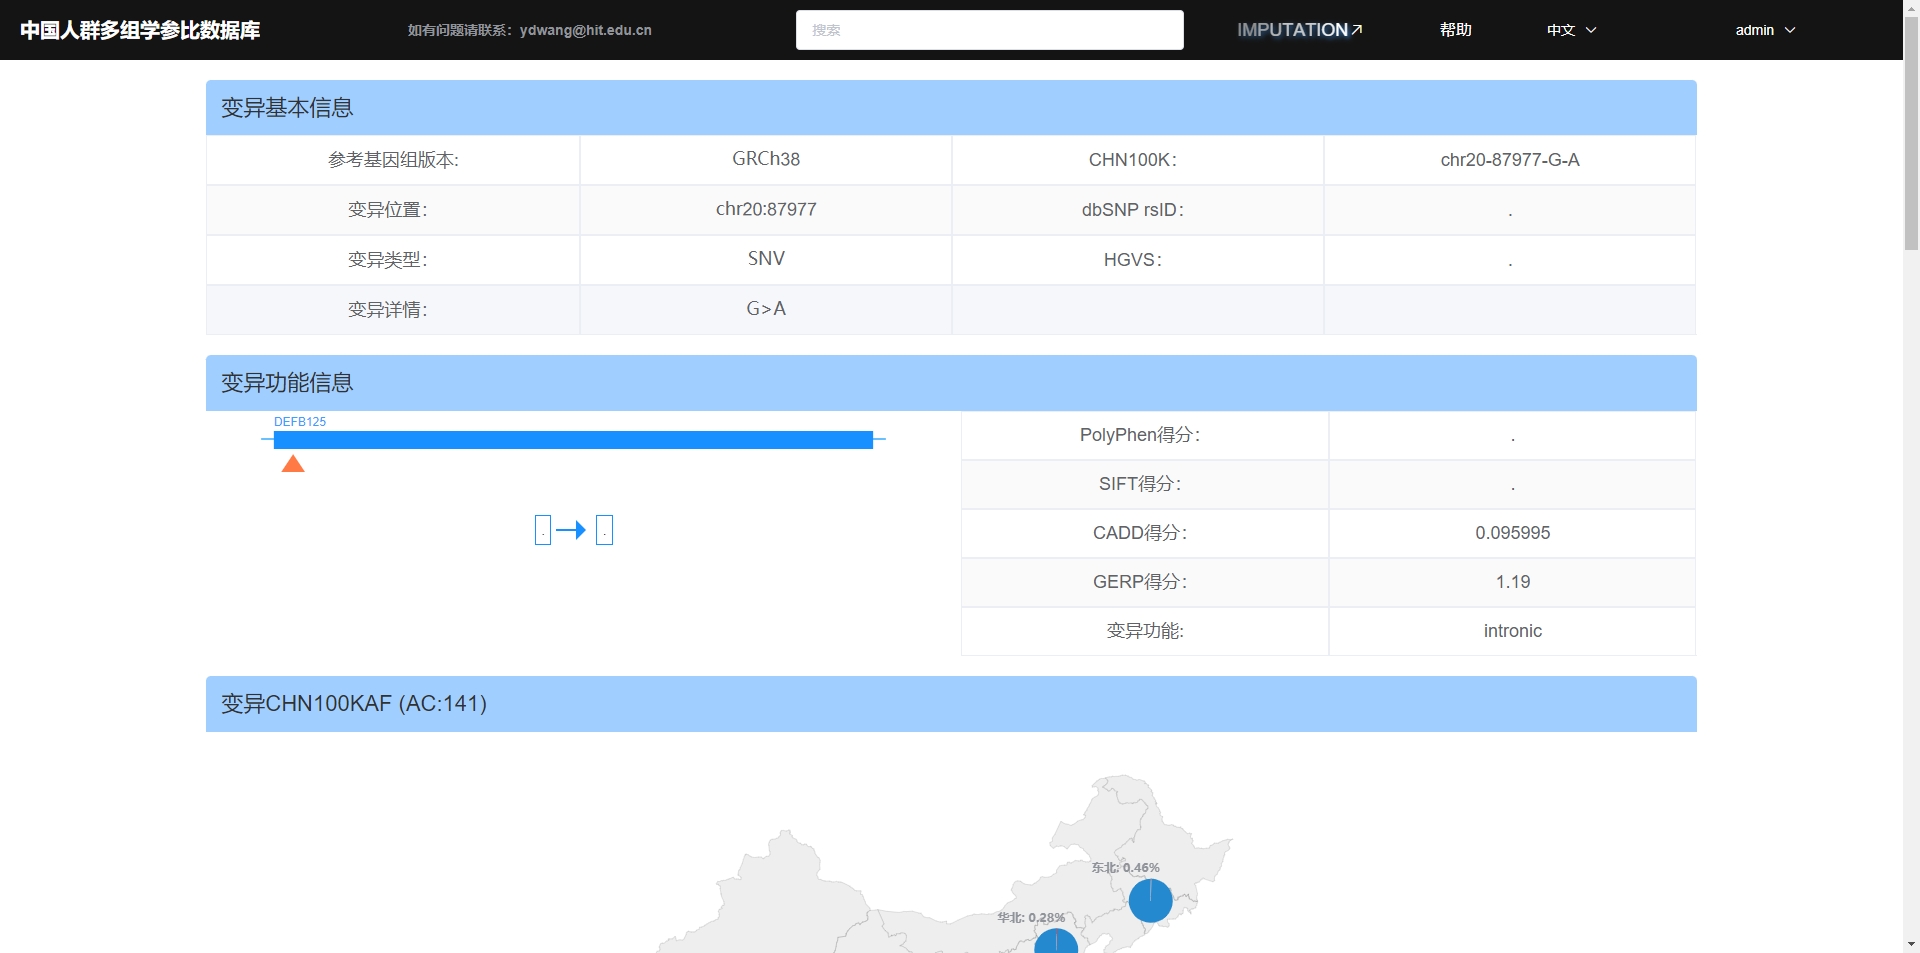 中国人群多组学参比数据库 如有问题请联系：ydwang@hit.edu.cn 搜索 IMPUTATION↗ 帮助 中文 admin
变异基本信息
参考基因组版本: GRCh38 CHN100K： chr20-87977-G-A
变异位置： chr20:87977 dbSNP rsID： .
变异类型： SNV HGVS： .
变异详情： G>A
变异功能信息
DEFB125
. → .
PolyPhen得分： .
SIFT得分： .
CADD得分： 0.095995
GERP得分： 1.19
变异功能: intronic
变异CHN100KAF (AC:141)
东北: 0.46%
华北: 0.28%